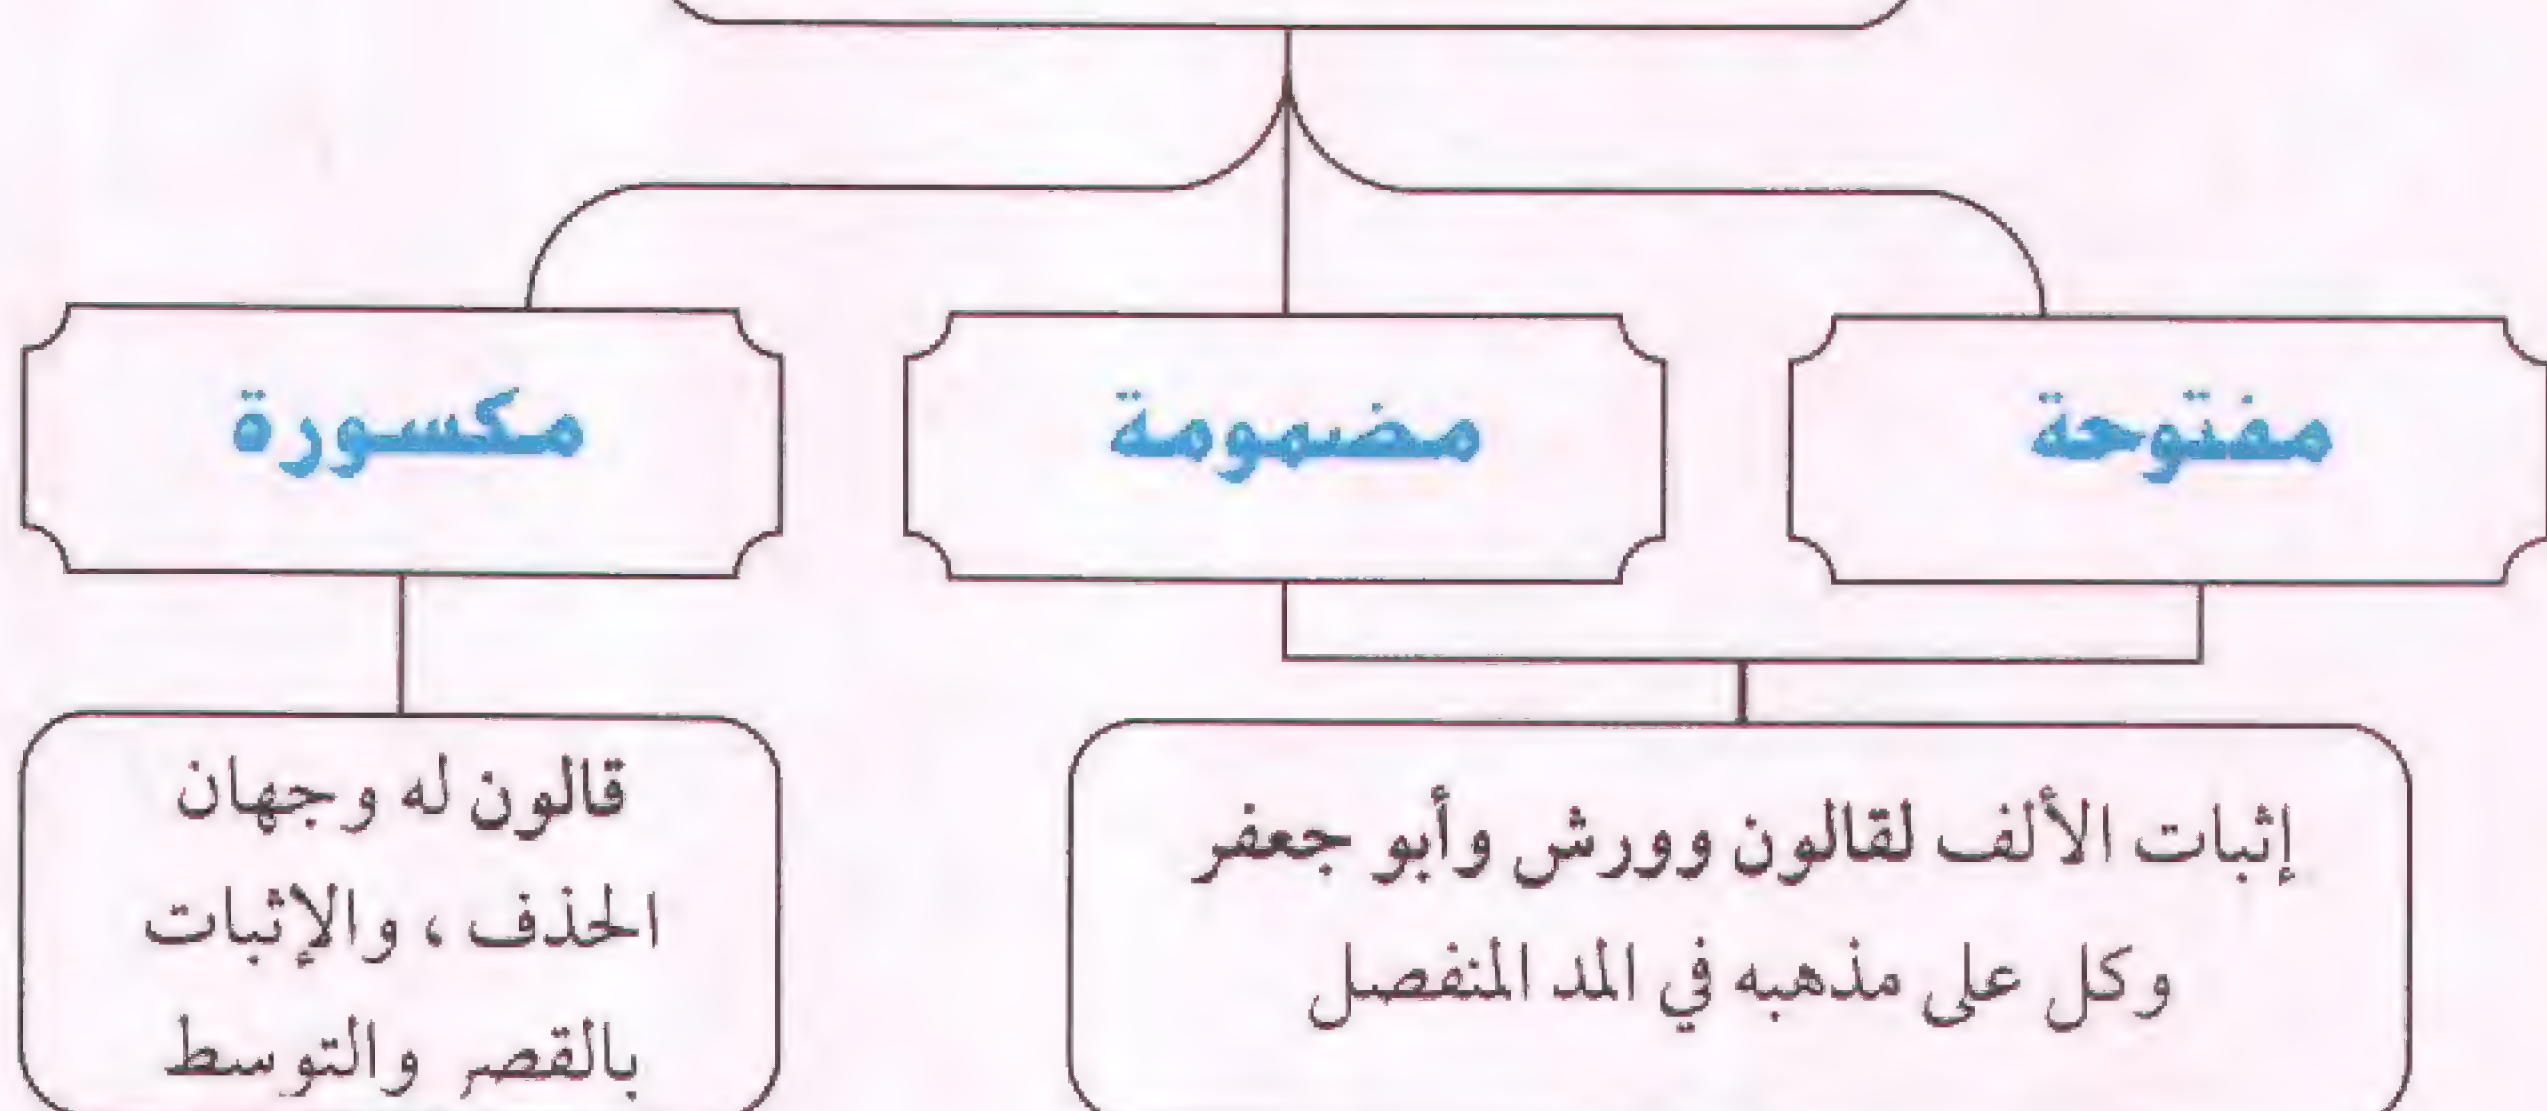 مفتوحة
مضمومة
مكسورة
إثبات الألف لقالون وورش وأبو جعفر
وكل على مذهبه في المد المنفصل
قالون له وجهان
الحذف ، والإثبات
بالقصر والتوسط